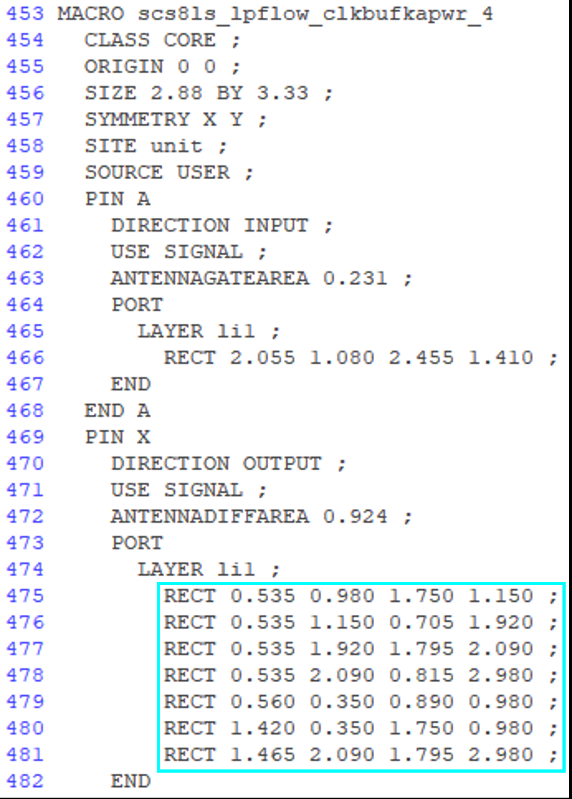 453 MACRO scs8ls_lpflow_clkbufkapwr_4
454 CLASS CORE ;
455 ORIGIN 0 0 ;
456 SIZE 2.88 BY 3.33 ;
457 SYMMETRY X Y ;
458 SITE unit ;
459 SOURCE USER ;
460 PIN A
461 DIRECTION INPUT ;
462 USE SIGNAL ;
463 ANTENNAGATEAREA 0.231 ;
464 PORT
465 LAYER li1 ;
466 RECT 2.055 1.080 2.455 1.410 ;
467 END
468 END A
469 PIN X
470 DIRECTION OUTPUT ;
471 USE SIGNAL ;
472 ANTENNADIFFAREA 0.924 ;
473 PORT
474 LAYER li1 ;
475 RECT 0.535 0.980 1.750 1.150 ;
476 RECT 0.535 1.150 0.705 1.920 ;
477 RECT 0.535 1.920 1.795 2.090 ;
478 RECT 0.535 2.090 0.815 2.980 ;
479 RECT 0.560 0.350 0.890 0.980 ;
480 RECT 1.420 0.350 1.750 0.980 ;
481 RECT 1.465 2.090 1.795 2.980 ;
482 END